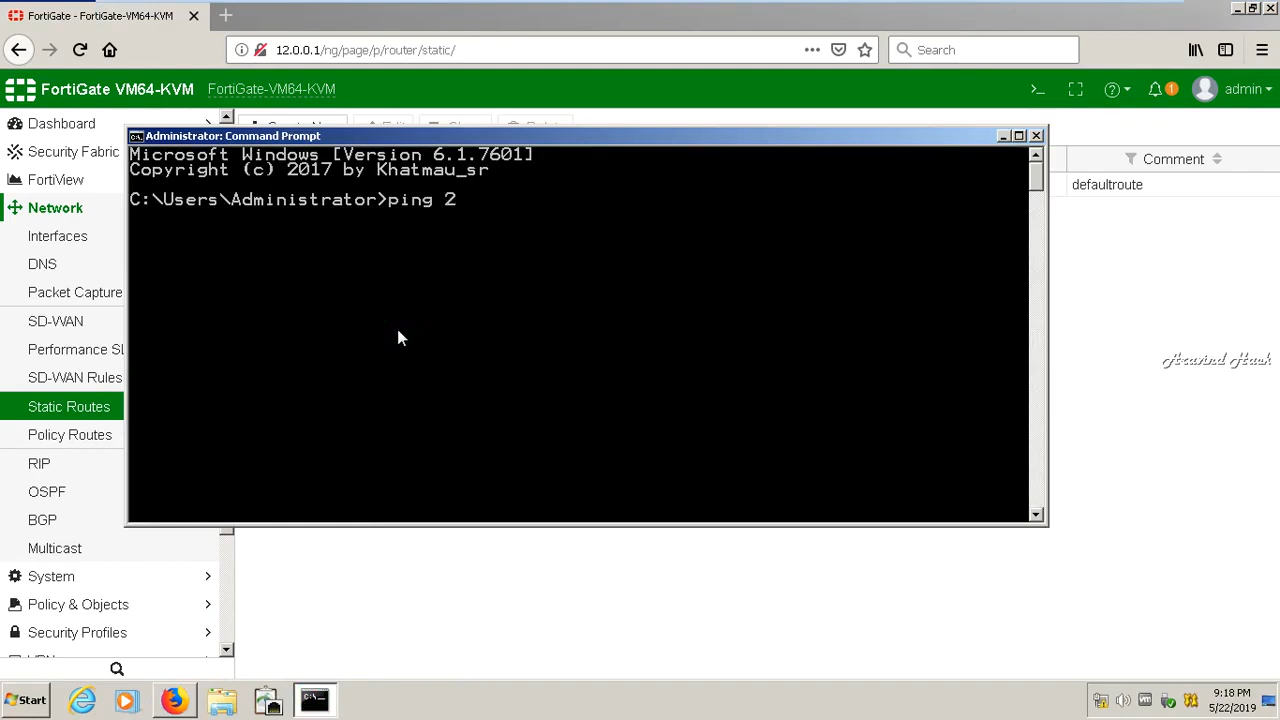 FortiGate - FortiGate-VM64-KVM
12.0.0.1/ng/page/p/router/static/
Search
FortiGate VM64-KVM
FortiGate-VM64-KVM
1
admin
Dashboard
Security Fabric
FortiView
Network
Interfaces
DNS
Packet Capture
SD-WAN
Performance SL
SD-WAN Rules
Static Routes
Policy Routes
RIP
OSPF
BGP
Multicast
System
Policy & Objects
Security Profiles
Administrator: Command Prompt
Microsoft Windows [Version 6.1.7601]
Copyright (c) 2017 by Khatmau_sr
C:\Users\Administrator>ping 2
Comment
defaultroute
Aravind Hask
Start
9:18 PM
5/22/2019